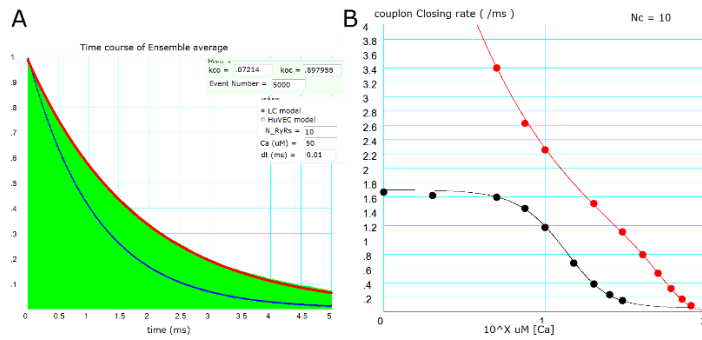 A
Time course of Ensemble average
kco = .07214 koc = .897955
Event Number = 5000
LC model
HuVEC model
N_RyRs = 10
Ca (uM) = 50
dt (ms) = 0.01
1
.9
.8
.7
.6
.5
.4
.3
.2
.1
0 0.5 1 1.5 2 2.5 3 3.5 4 4.5 5
time (ms)
B
couplon Closing rate ( /ms )
Nc = 10
4
3.8
3.6
3.4
3.2
3
2.8
2.6
2.4
2.2
2
1.8
1.6
1.4
1.2
1
.8
.6
.4
.2
0 1 2
10^X uM [Ca]